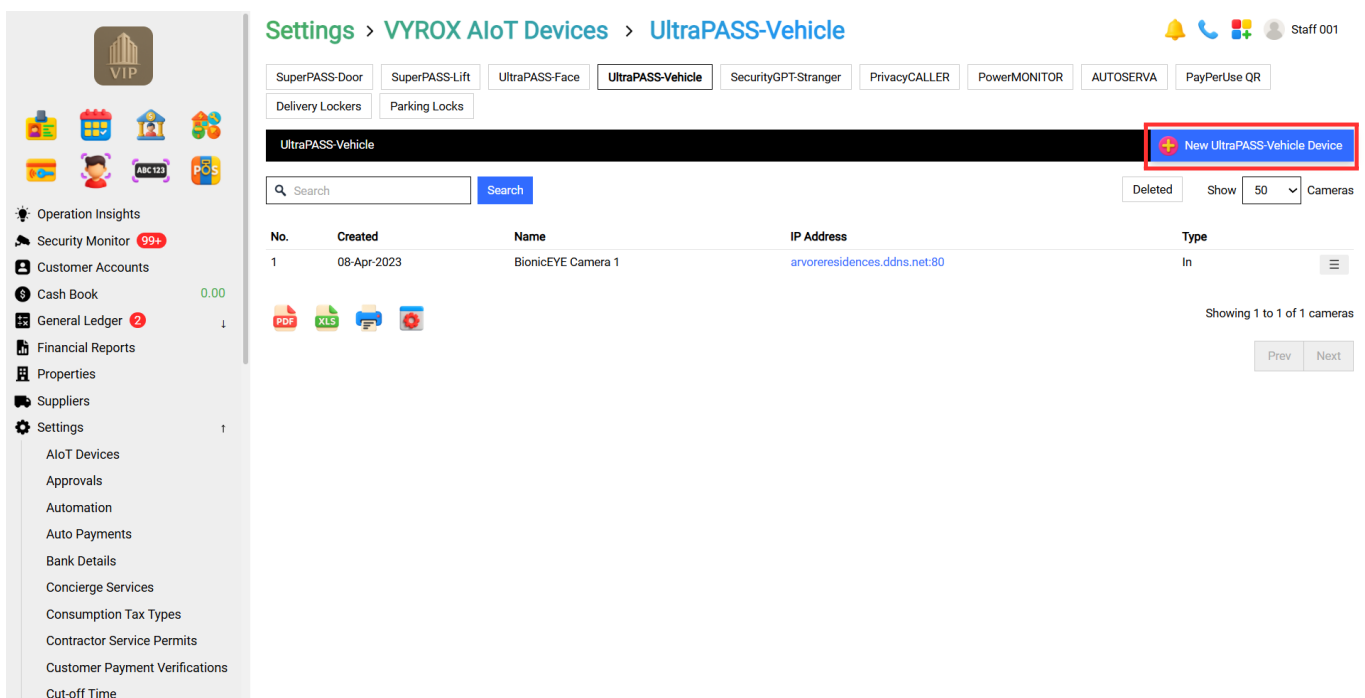 Settings › VYROX AIoT Devices › UltraPASS-Vehicle
Staff 001
VIP
SuperPASS-Door SuperPASS-Lift UltraPASS-Face UltraPASS-Vehicle SecurityGPT-Stranger PrivacyCALLER PowerMONITOR AUTOSERVA PayPerUse QR
Delivery Lockers Parking Locks
ABC 123
POS
UltraPASS-Vehicle
New UltraPASS-Vehicle Device
Search Search
Deleted Show 50 Cameras
No. Created Name IP Address Type
1 08-Apr-2023 BionicEYE Camera 1 arvoreresidences.ddns.net:80 In
PDF XLS
Showing 1 to 1 of 1 cameras
Prev Next
Operation Insights
Security Monitor 99+
Customer Accounts
Cash Book 0.00
General Ledger 2 ↓
Financial Reports
Properties
Suppliers
Settings ↑
AIoT Devices
Approvals
Automation
Auto Payments
Bank Details
Concierge Services
Consumption Tax Types
Contractor Service Permits
Customer Payment Verifications
Cut-off Time